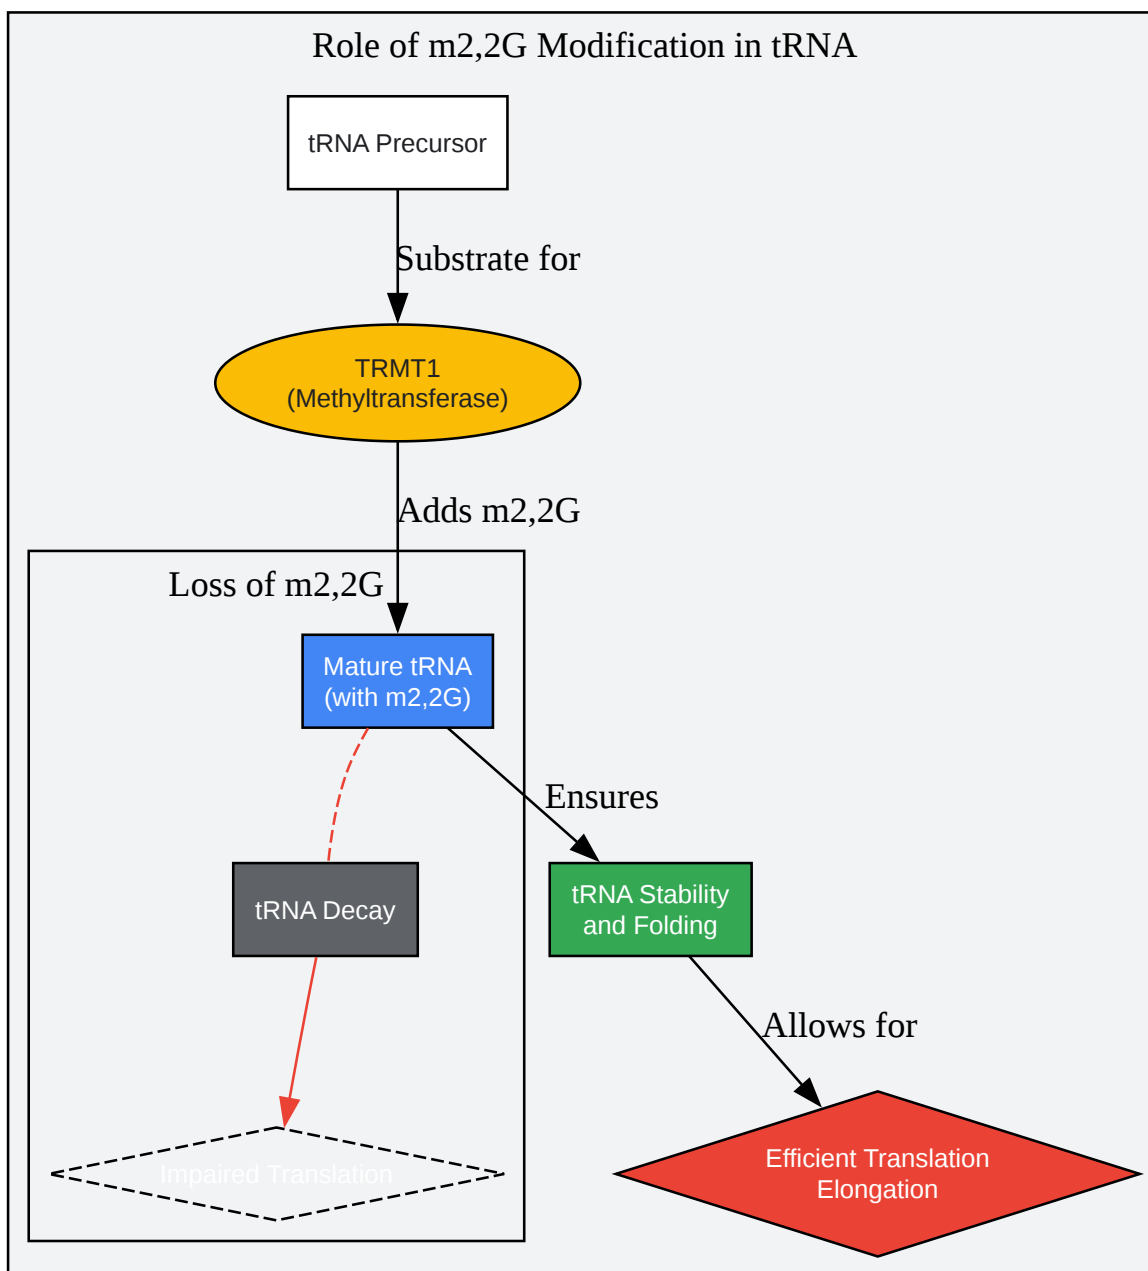 Role of m2,2G Modification in tRNA
tRNA Precursor
Substrate for
TRMT1
(Methyltransferase)
Adds m2,2G
Loss of m2,2G
Mature tRNA
(with m2,2G)
Ensures
tRNA Decay
tRNA Stability
and Folding
Allows for
Impaired Translation
Efficient Translation
Elongation